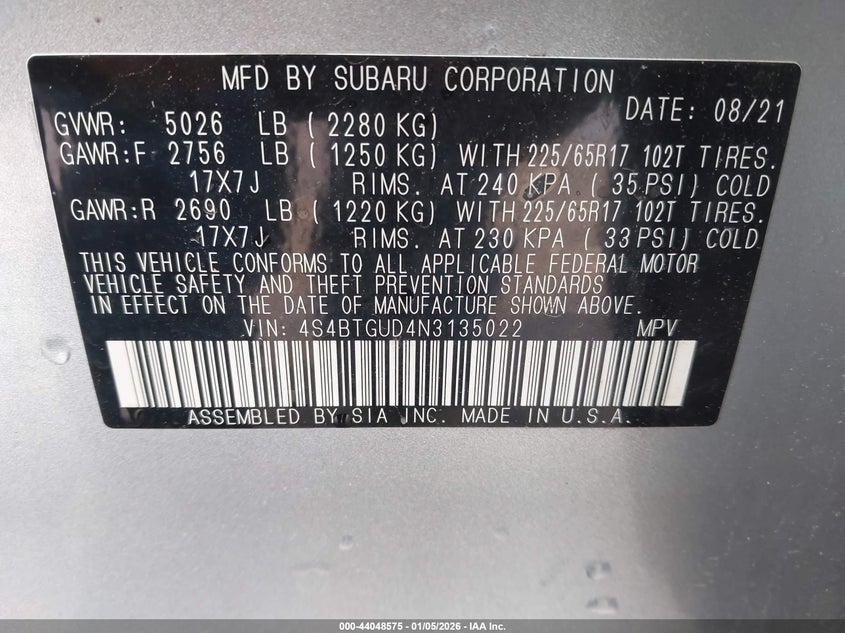 MFD BY SUBARU CORPORATION
DATE: 08/21
GVWR: 5026 LB ( 2280 KG)
GAWR:F 2756 LB ( 1250 KG) WITH 225/65R17 102T TIRES.
17X7J RIMS. AT 240 KPA ( 35 PSI) COLD
GAWR:R 2690 LB ( 1220 KG) WITH 225/65R17 102T TIRES.
17X7J RIMS. AT 230 KPA ( 33 PSI) COLD
THIS VEHICLE CONFORMS TO ALL APPLICABLE FEDERAL MOTOR
VEHICLE SAFETY AND THEFT PREVENTION STANDARDS
IN EFFECT ON THE DATE OF MANUFACTURE SHOWN ABOVE.
VIN: 4S4BTGUD4N3135022 MPV
ASSEMBLED BY SIA INC. MADE IN U.S.A.
000-44048575 - 01/05/2026 - IAA Inc.